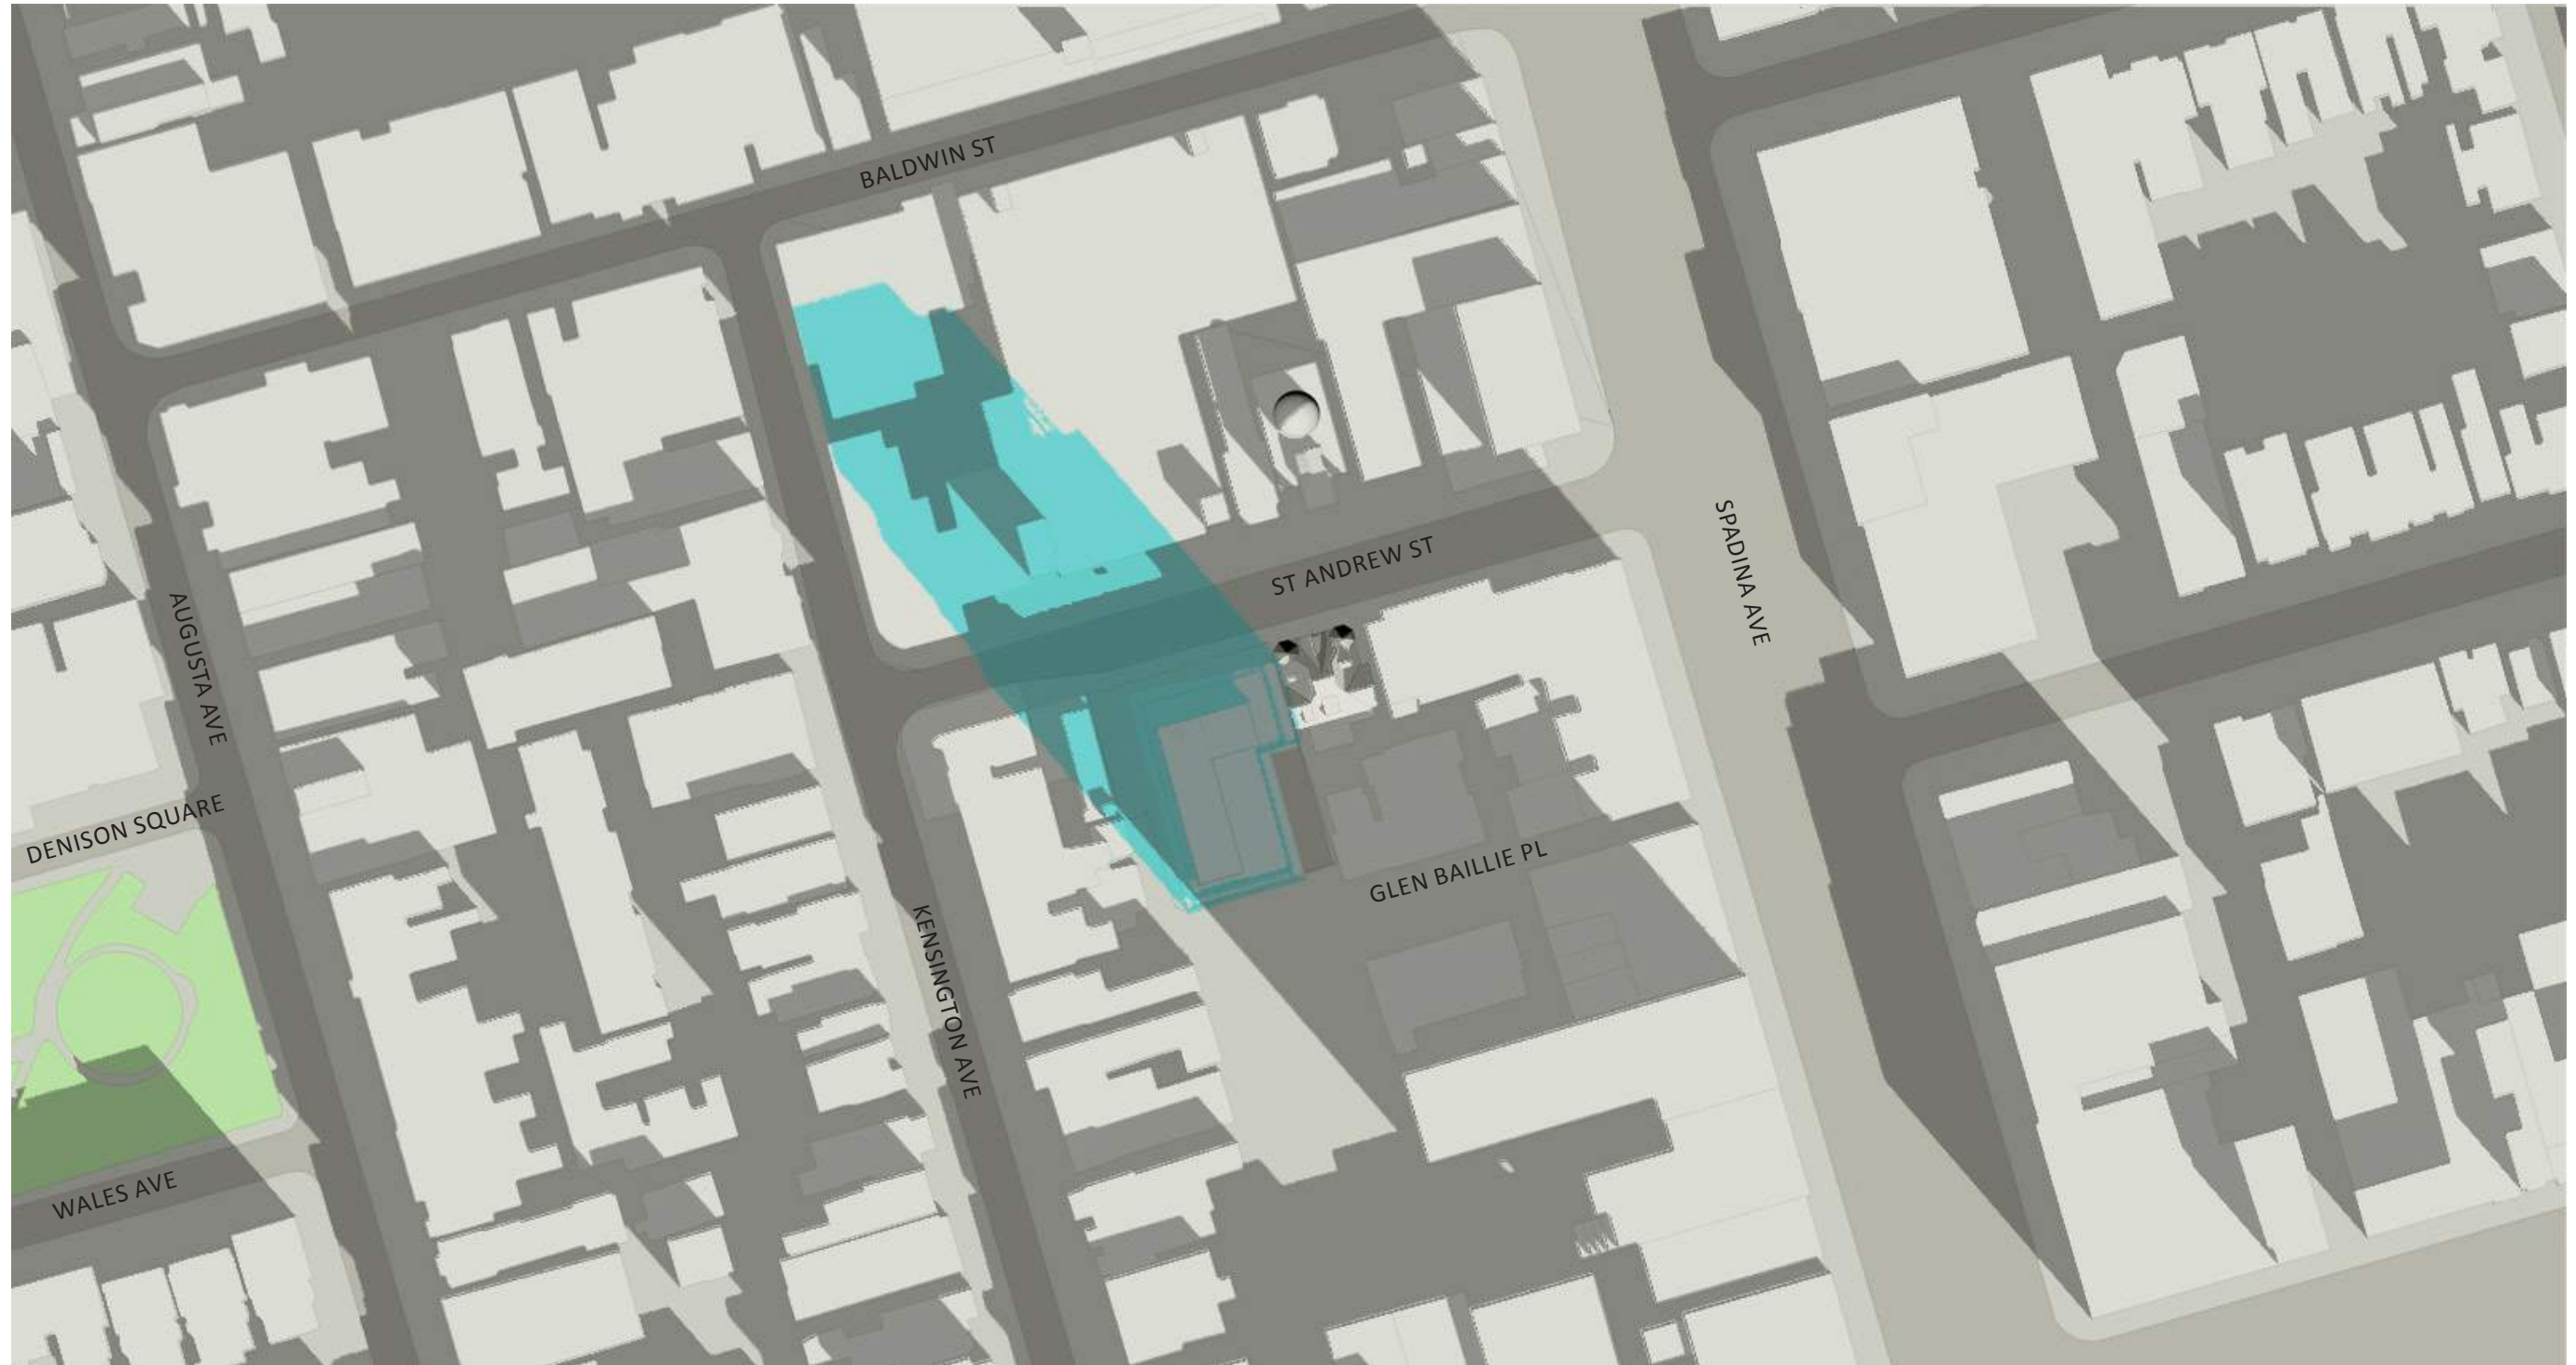 BALDWIN ST
ST ANDREW ST
SPADINA AVE
AUGUSTA AVE
DENISON SQUARE
GLEN BAILLIE PL
KENSINGTON AVE
WALES AVE